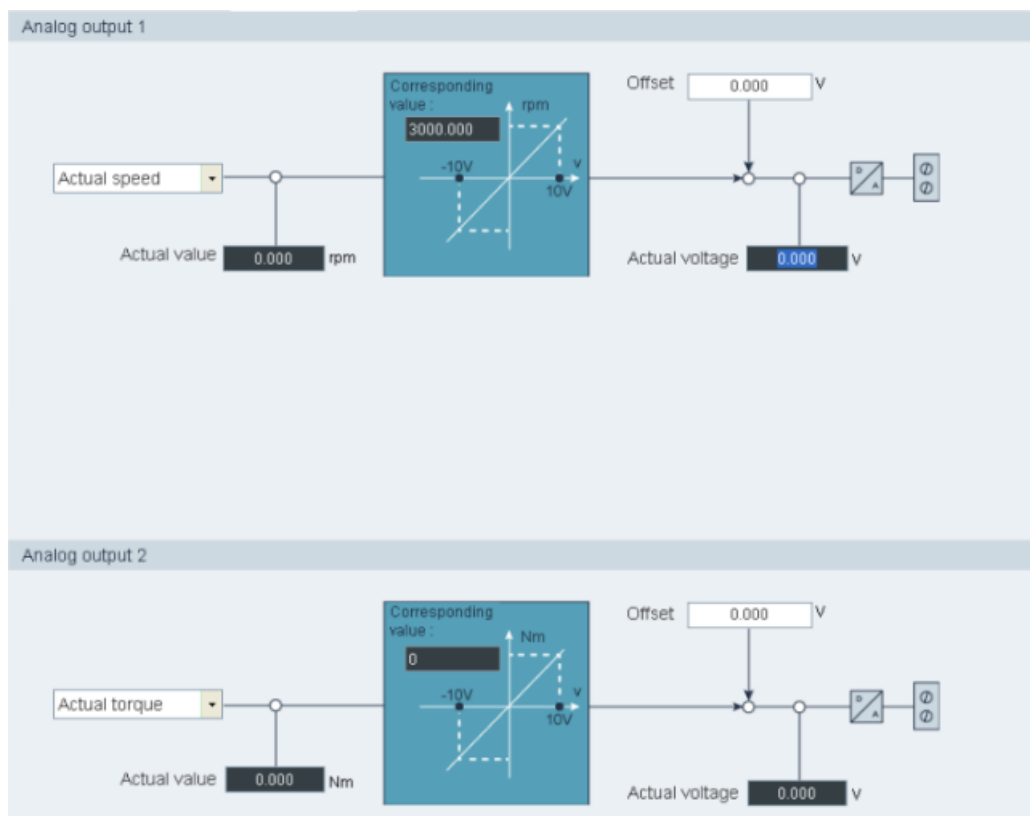 Analog output 1
Corresponding
value :
3000.000
rpm
-10V
v
10V
Offset 0.000 V
Actual speed
D
A
Actual value 0.000 rpm
Actual voltage 0.000 V
Analog output 2
Corresponding
value :
0
Nm
-10V
v
10V
Offset 0.000 V
Actual torque
D
A
Actual value 0.000 Nm
Actual voltage 0.000 V